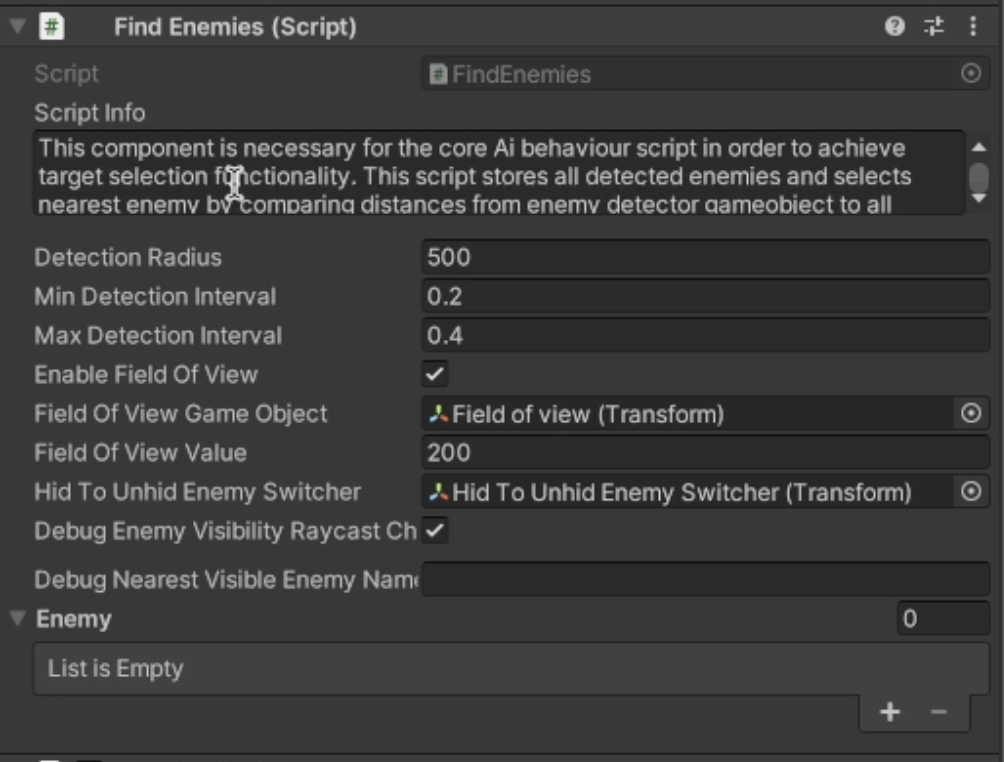 Find Enemies (Script)
Script FindEnemies
Script Info
This component is necessary for the core Ai behaviour script in order to achieve
target selection functionality. This script stores all detected enemies and selects
nearest enemy by comparing distances from enemy detector gameobject to all
Detection Radius 500
Min Detection Interval 0.2
Max Detection Interval 0.4
Enable Field Of View
Field Of View Game Object Field of view (Transform)
Field Of View Value 200
Hid To Unhid Enemy Switcher Hid To Unhid Enemy Switcher (Transform)
Debug Enemy Visibility Raycast Ch
Debug Nearest Visible Enemy Nam
Enemy 0
List is Empty